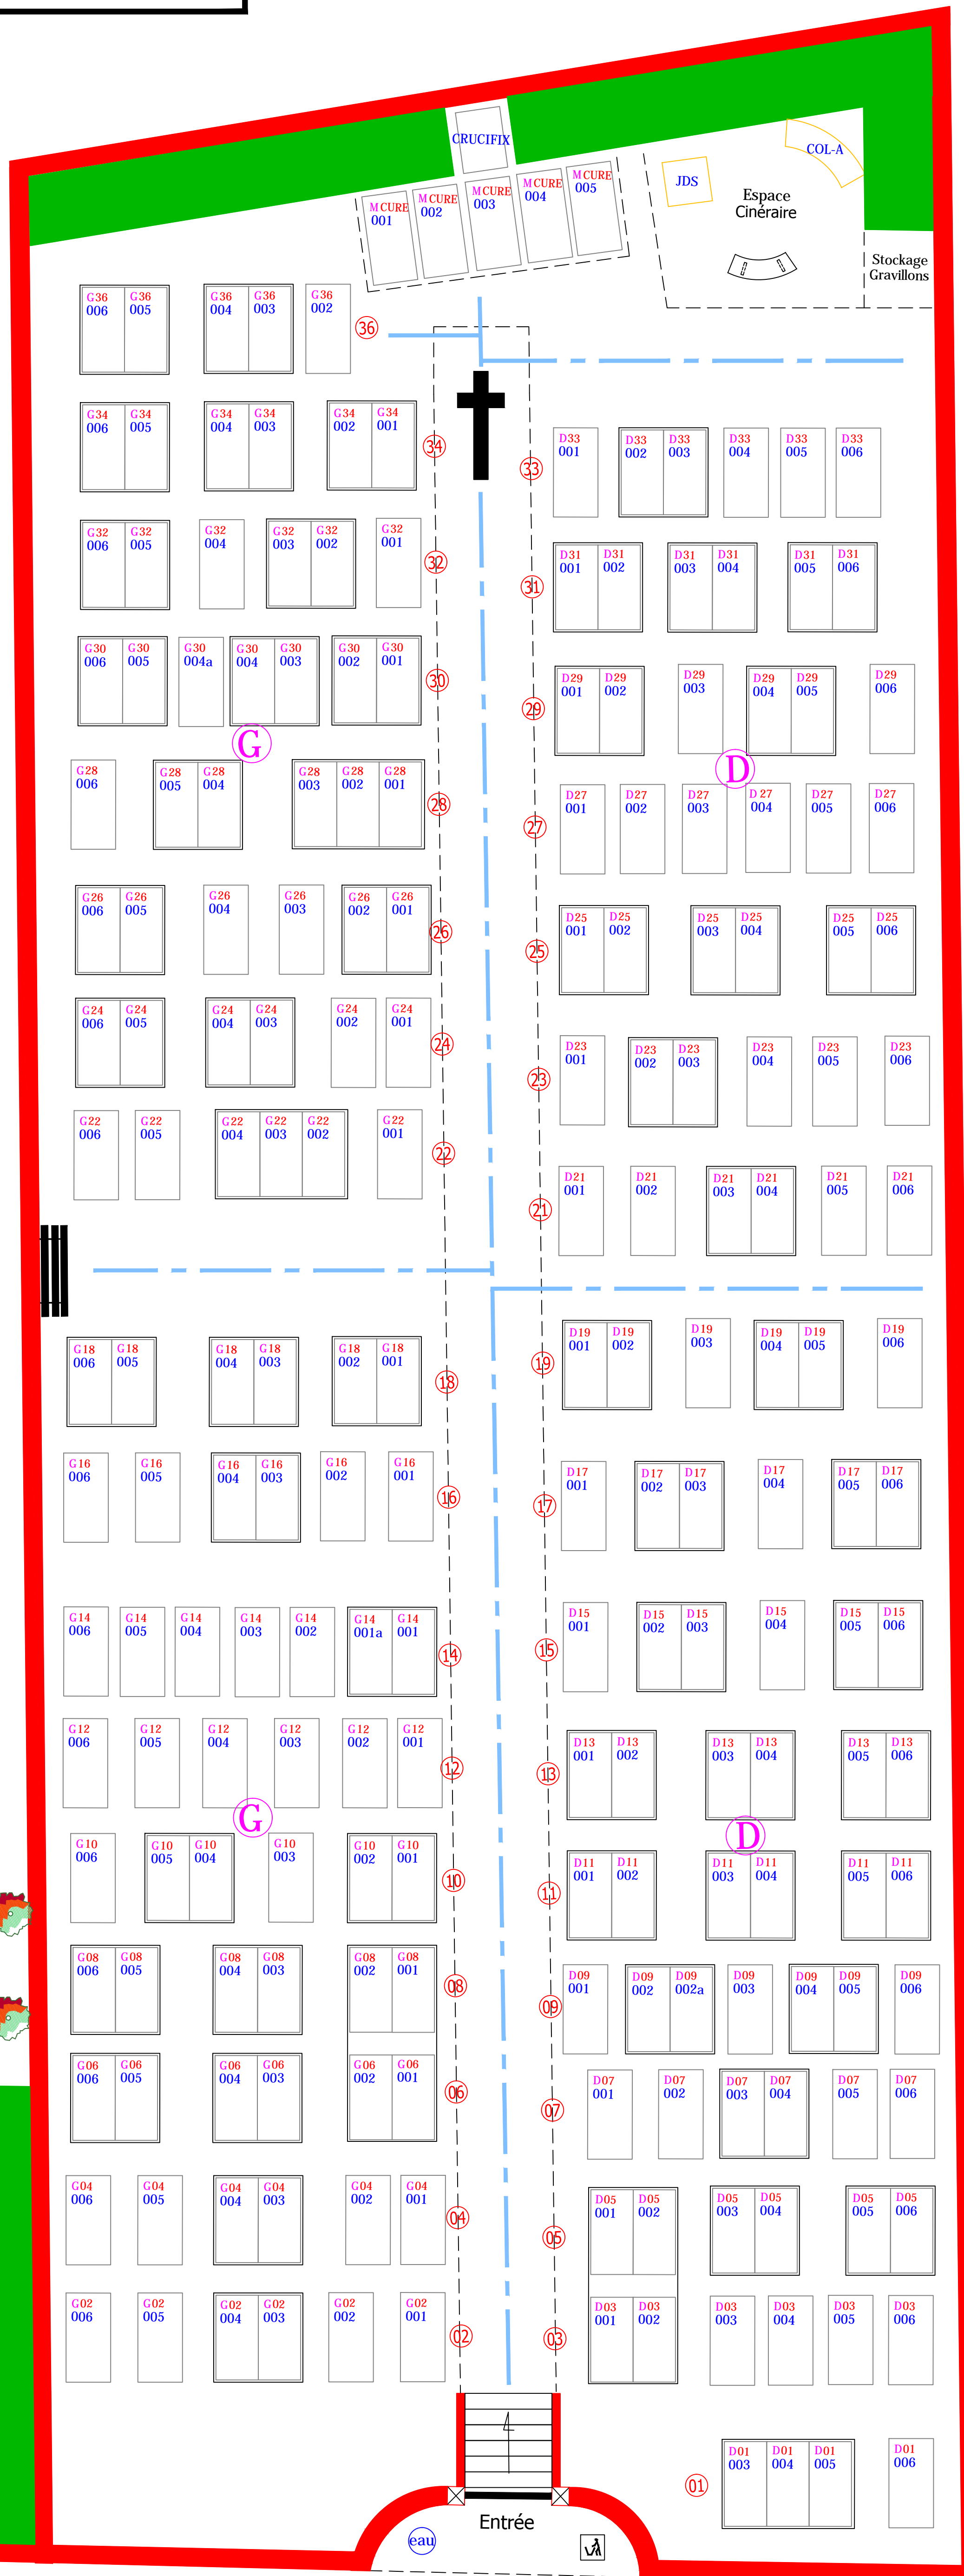 CRUCIFIX
COL-A
JDS
Espace
Cinéraire
Stockage
Gravillons
M CURE M CURE M CURE M CURE M CURE
001 002 003 004 005
G36 G36 G36 G36 G36
006 005 004 003 002
36
G34 G34 G34 G34 G34 G34
006 005 004 003 002 001
34
D33 D33 D33 D33 D33 D33
001 002 003 004 005 006
33
G32 G32 G32 G32 G32 G32
006 005 004 003 002 001
32
D31 D31 D31 D31 D31 D31
001 002 003 004 005 006
31
G30 G30 G30 G30 G30 G30 G30
006 005 004a 004 003 002 001
30
D29 D29 D29 D29 D29 D29
001 002 003 004 005 006
29
G
D
G28 G28 G28 G28 G28 G28
006 005 004 003 002 001
28
D27 D27 D27 D27 D27 D27
001 002 003 004 005 006
27
G26 G26 G26 G26 G26 G26
006 005 004 003 002 001
26
D25 D25 D25 D25 D25 D25
001 002 003 004 005 006
25
G24 G24 G24 G24 G24 G24
006 005 004 003 002 001
24
D23 D23 D23 D23 D23 D23
001 002 003 004 005 006
23
G22 G22 G22 G22 G22 G22
006 005 004 003 002 001
22
D21 D21 D21 D21 D21 D21
001 002 003 004 005 006
21
G18 G18 G18 G18 G18 G18
006 005 004 003 002 001
18
D19 D19 D19 D19 D19 D19
001 002 003 004 005 006
19
G16 G16 G16 G16 G16 G16
006 005 004 003 002 001
16
D17 D17 D17 D17 D17 D17
001 002 003 004 005 006
17
G14 G14 G14 G14 G14 G14 G14
006 005 004 003 002 001a 001
14
D15 D15 D15 D15 D15 D15
001 002 003 004 005 006
15
G12 G12 G12 G12 G12 G12
006 005 004 003 002 001
12
D13 D13 D13 D13 D13 D13
001 002 003 004 005 006
13
G
D
G10 G10 G10 G10 G10 G10
006 005 004 003 002 001
10
D11 D11 D11 D11 D11 D11
001 002 003 004 005 006
11
G08 G08 G08 G08 G08 G08
006 005 004 003 002 001
08
D09 D09 D09 D09 D09 D09 D09
001 002 002a 003 004 005 006
09
G06 G06 G06 G06 G06 G06
006 005 004 003 002 001
06
D07 D07 D07 D07 D07 D07
001 002 003 004 005 006
07
G04 G04 G04 G04 G04 G04
006 005 004 003 002 001
04
D05 D05 D05 D05 D05 D05
001 002 003 004 005 006
05
G02 G02 G02 G02 G02 G02
006 005 004 003 002 001
02
D03 D03 D03 D03 D03 D03
001 002 003 004 005 006
03
D01 D01 D01 D01
003 004 005 006
01
Entrée
eau